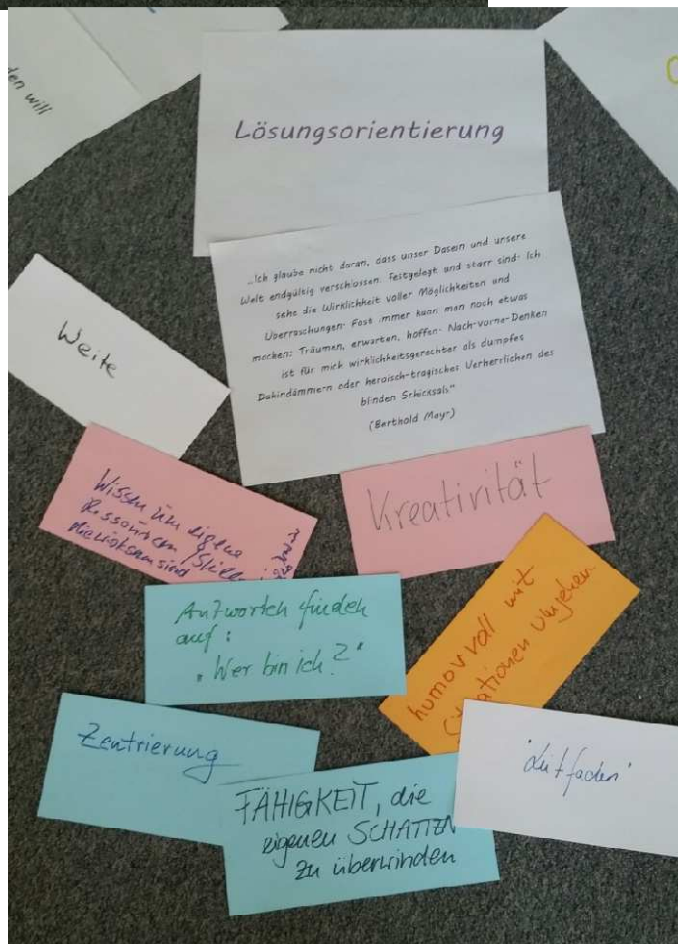 den will
Lösungsorientierung
„Ich glaube nicht daran, dass unser Dasein und unsere
Welt endgültig verschlossen, festgelegt und starr sind. Ich
sehe die Wirklichkeit voller Möglichkeiten und
Überraschungen. Fast immer kann man noch etwas
machen: Träumen, erwarten, hoffen. Nach-vorne-Denken
ist für mich wirklichkeitsgerechter als dumpfes
Dahindämmern oder heroisch-tragisches Verherrlichen des
blinden Schicksals"
(Berthold Mayr)
Weite
Wissen um eigene
Ressourcen / Skills
die wirksam sind
Kreativität
Antworten finden
auf:
"Wer bin ich?"
humorvoll mit
Situationen umgehen
Zentrierung
'Leitfaden'
FÄHIGKEIT, die
eigenen SCHATTEN
zu überwinden